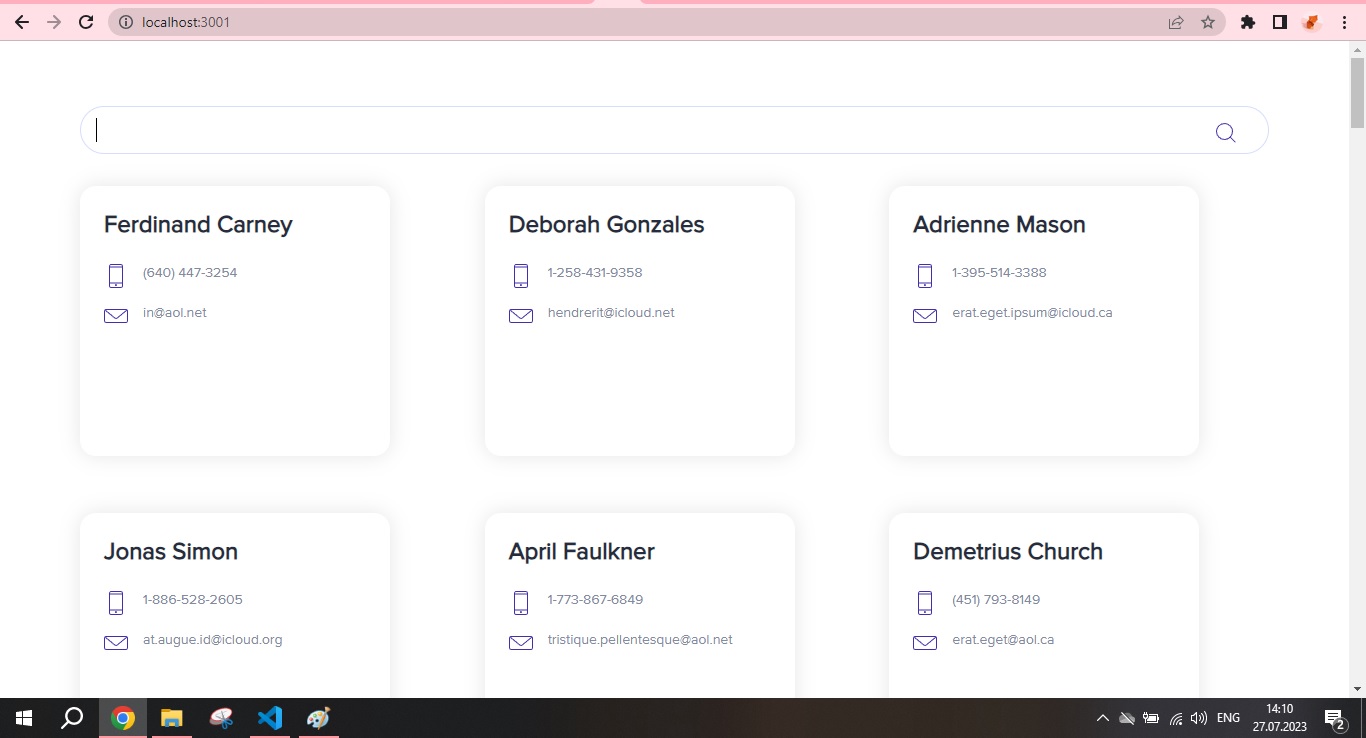 localhost:3001
Ferdinand Carney
(640) 447-3254
in@aol.net
Deborah Gonzales
1-258-431-9358
hendrerit@icloud.net
Adrienne Mason
1-395-514-3388
erat.eget.ipsum@icloud.ca
Jonas Simon
1-886-528-2605
at.augue.id@icloud.org
April Faulkner
1-773-867-6849
tristique.pellentesque@aol.net
Demetrius Church
(451) 793-8149
erat.eget@aol.ca
ENG
14:10
27.07.2023
2